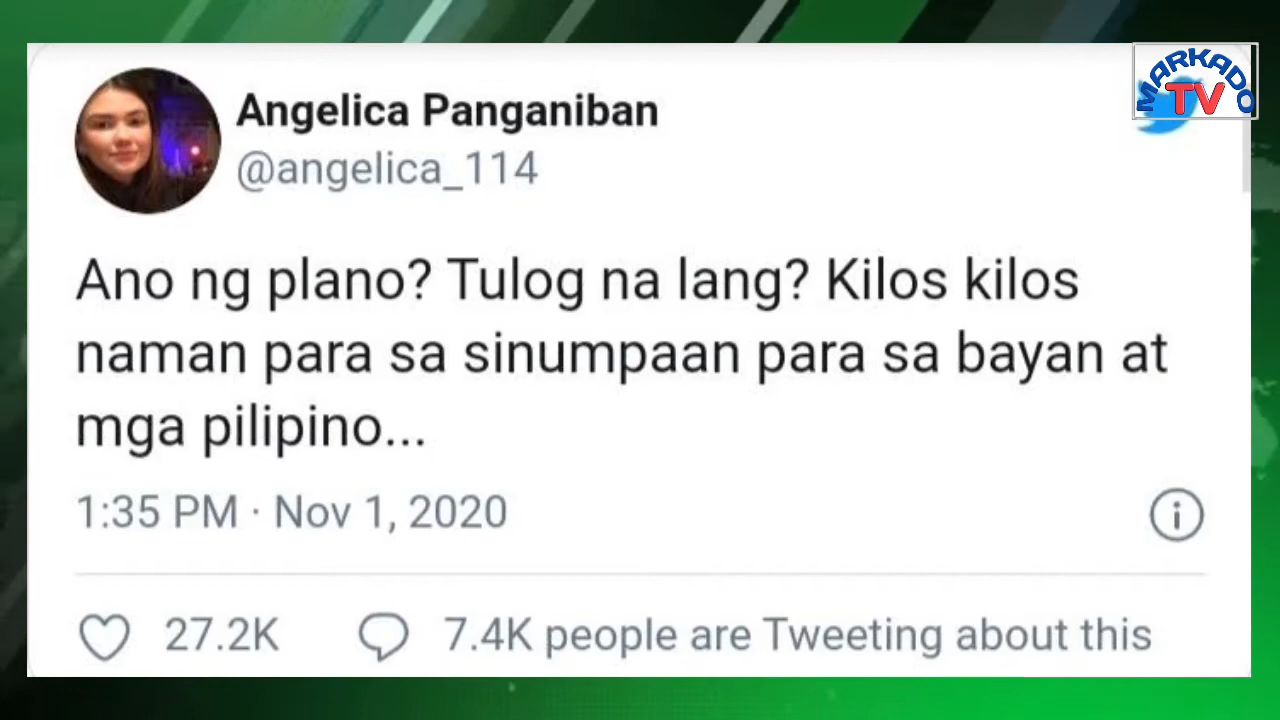 MARKADO
TV
Angelica Panganiban
@angelica_114
Ano ng plano? Tulog na lang? Kilos kilos
naman para sa sinumpaan para sa bayan at
mga pilipino...
1:35 PM · Nov 1, 2020
27.2K 7.4K people are Tweeting about this